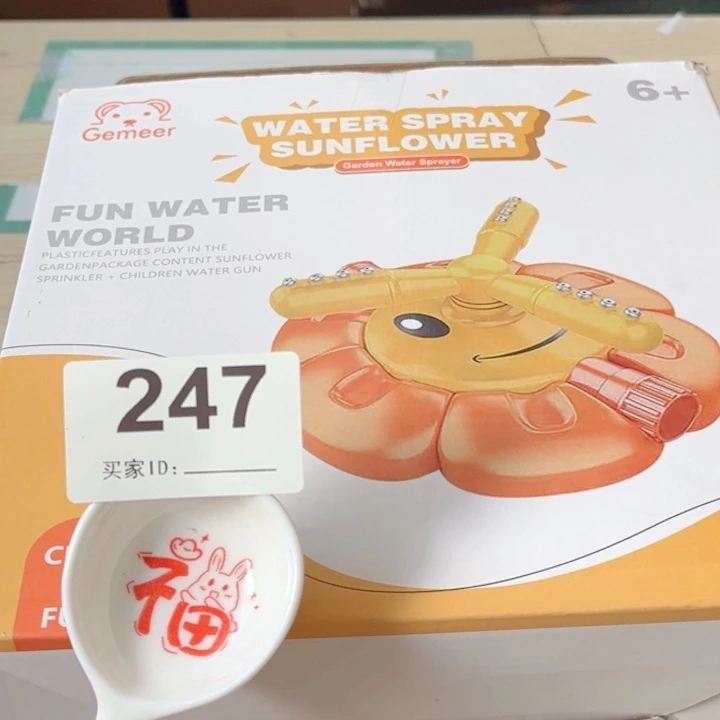 Gemeer
6+
WATER SPRAY
SUNFLOWER
Garden Water Sprayer
FUN WATER
WORLD
PLASTICFEATURES PLAY IN THE
GARDENPACKAGE CONTENT SUNFLOWER
SPRINKLER + CHILDREN WATER GUN
247
买家ID:
C
FU
福